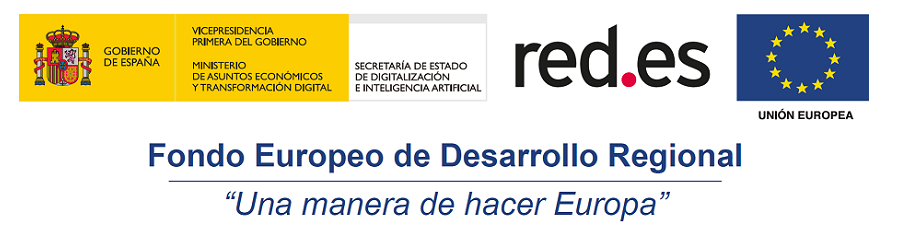 GOBIERNO
DE ESPAÑA
VICEPRESIDENCIA
PRIMERA DEL GOBIERNO
MINISTERIO
DE ASUNTOS ECONÓMICOS
Y TRANSFORMACIÓN DIGITAL
SECRETARÍA DE ESTADO
DE DIGITALIZACIÓN
E INTELIGENCIA ARTIFICIAL
red.es
UNIÓN EUROPEA
Fondo Europeo de Desarrollo Regional
“Una manera de hacer Europa”